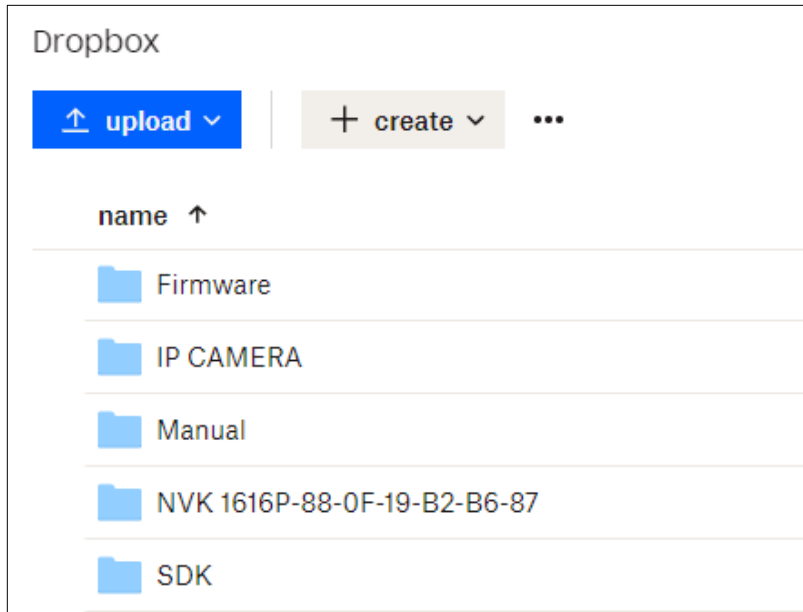 Dropbox
upload
create
name
Firmware
IP CAMERA
Manual
NVK 1616P-88-0F-19-B2-B6-87
SDK